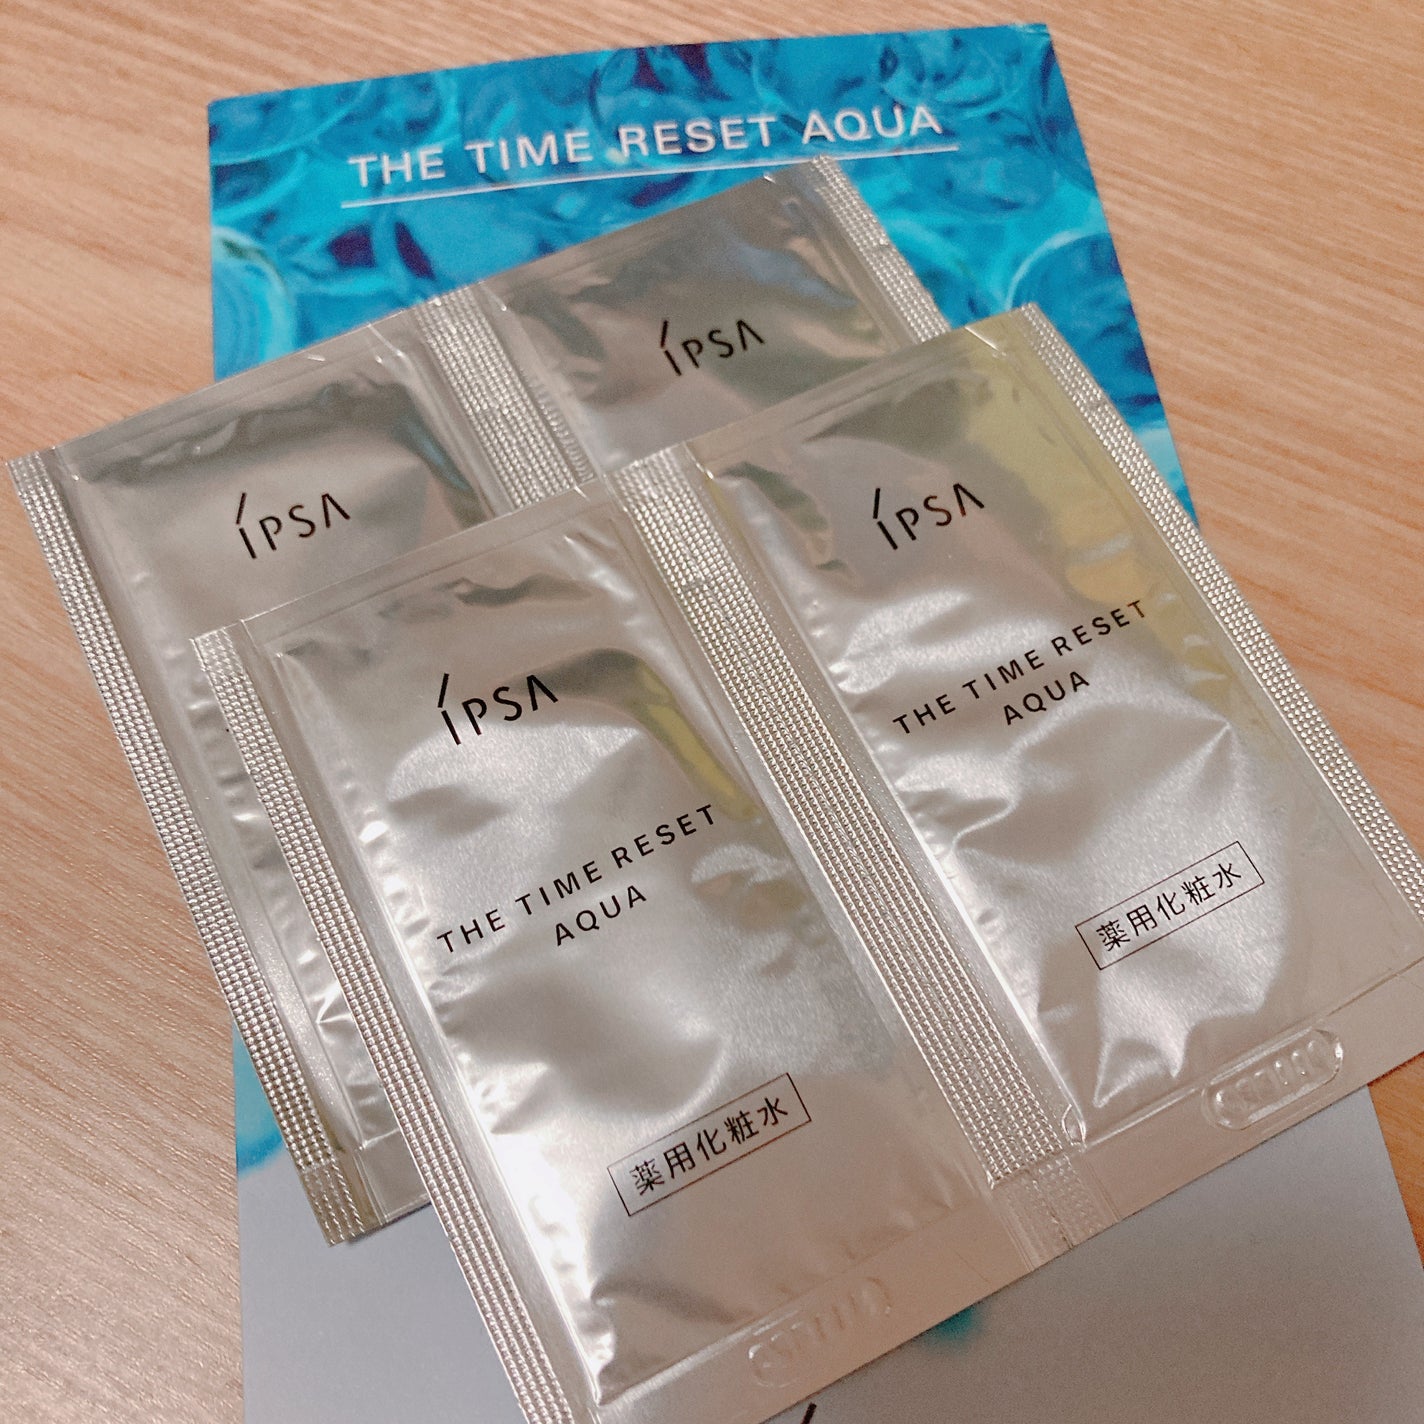 THE TIME RESET AQUA
IPSA
IPSA
IPSA
THE TIME RESET
AQUA
薬用化粧水
IPSA
THE TIME RESET
AQUA
薬用化粧水